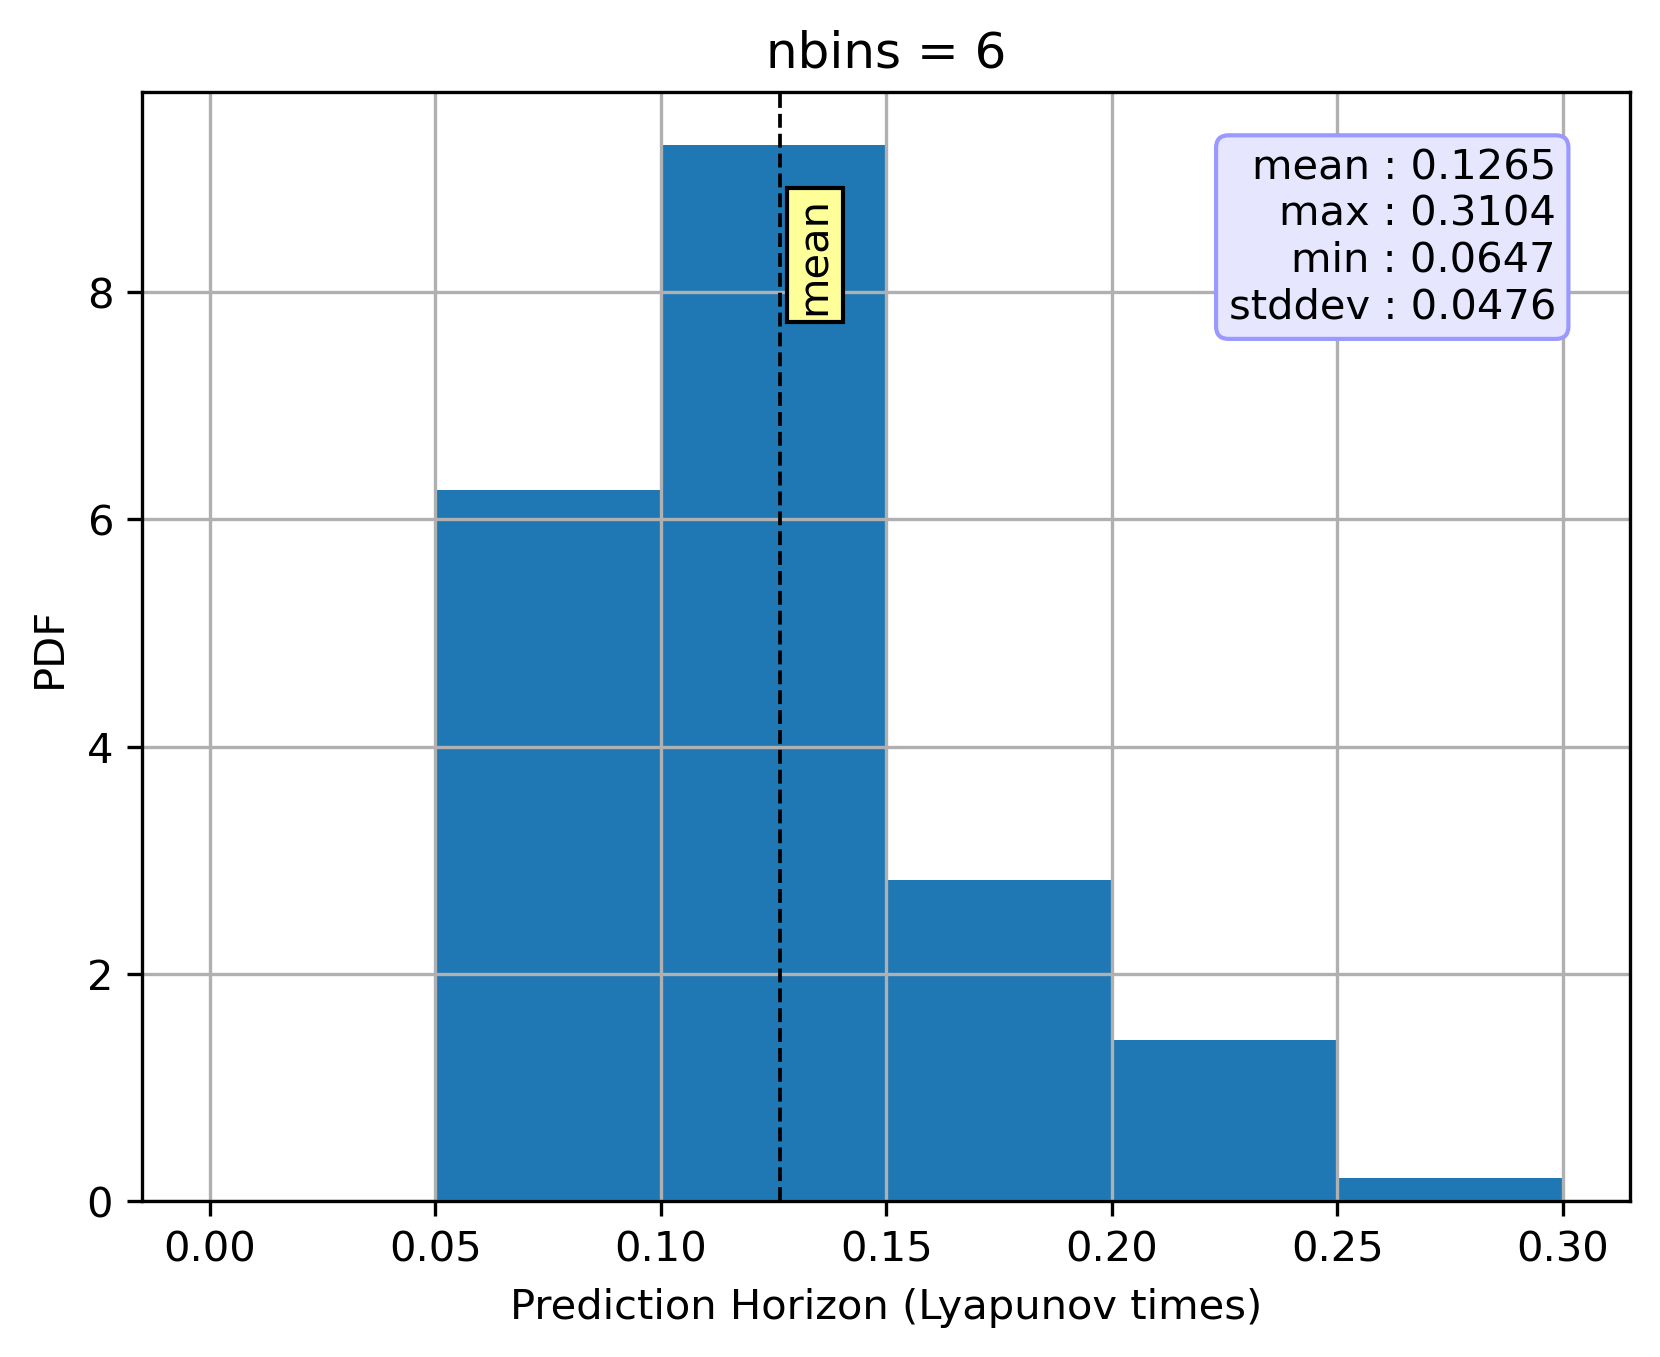 nbins = 6
mean : 0.1265
max : 0.3104
min : 0.0647
stddev : 0.0476
mean
8
6
4
2
0
PDF
0.00 0.05 0.10 0.15 0.20 0.25 0.30
Prediction Horizon (Lyapunov times)